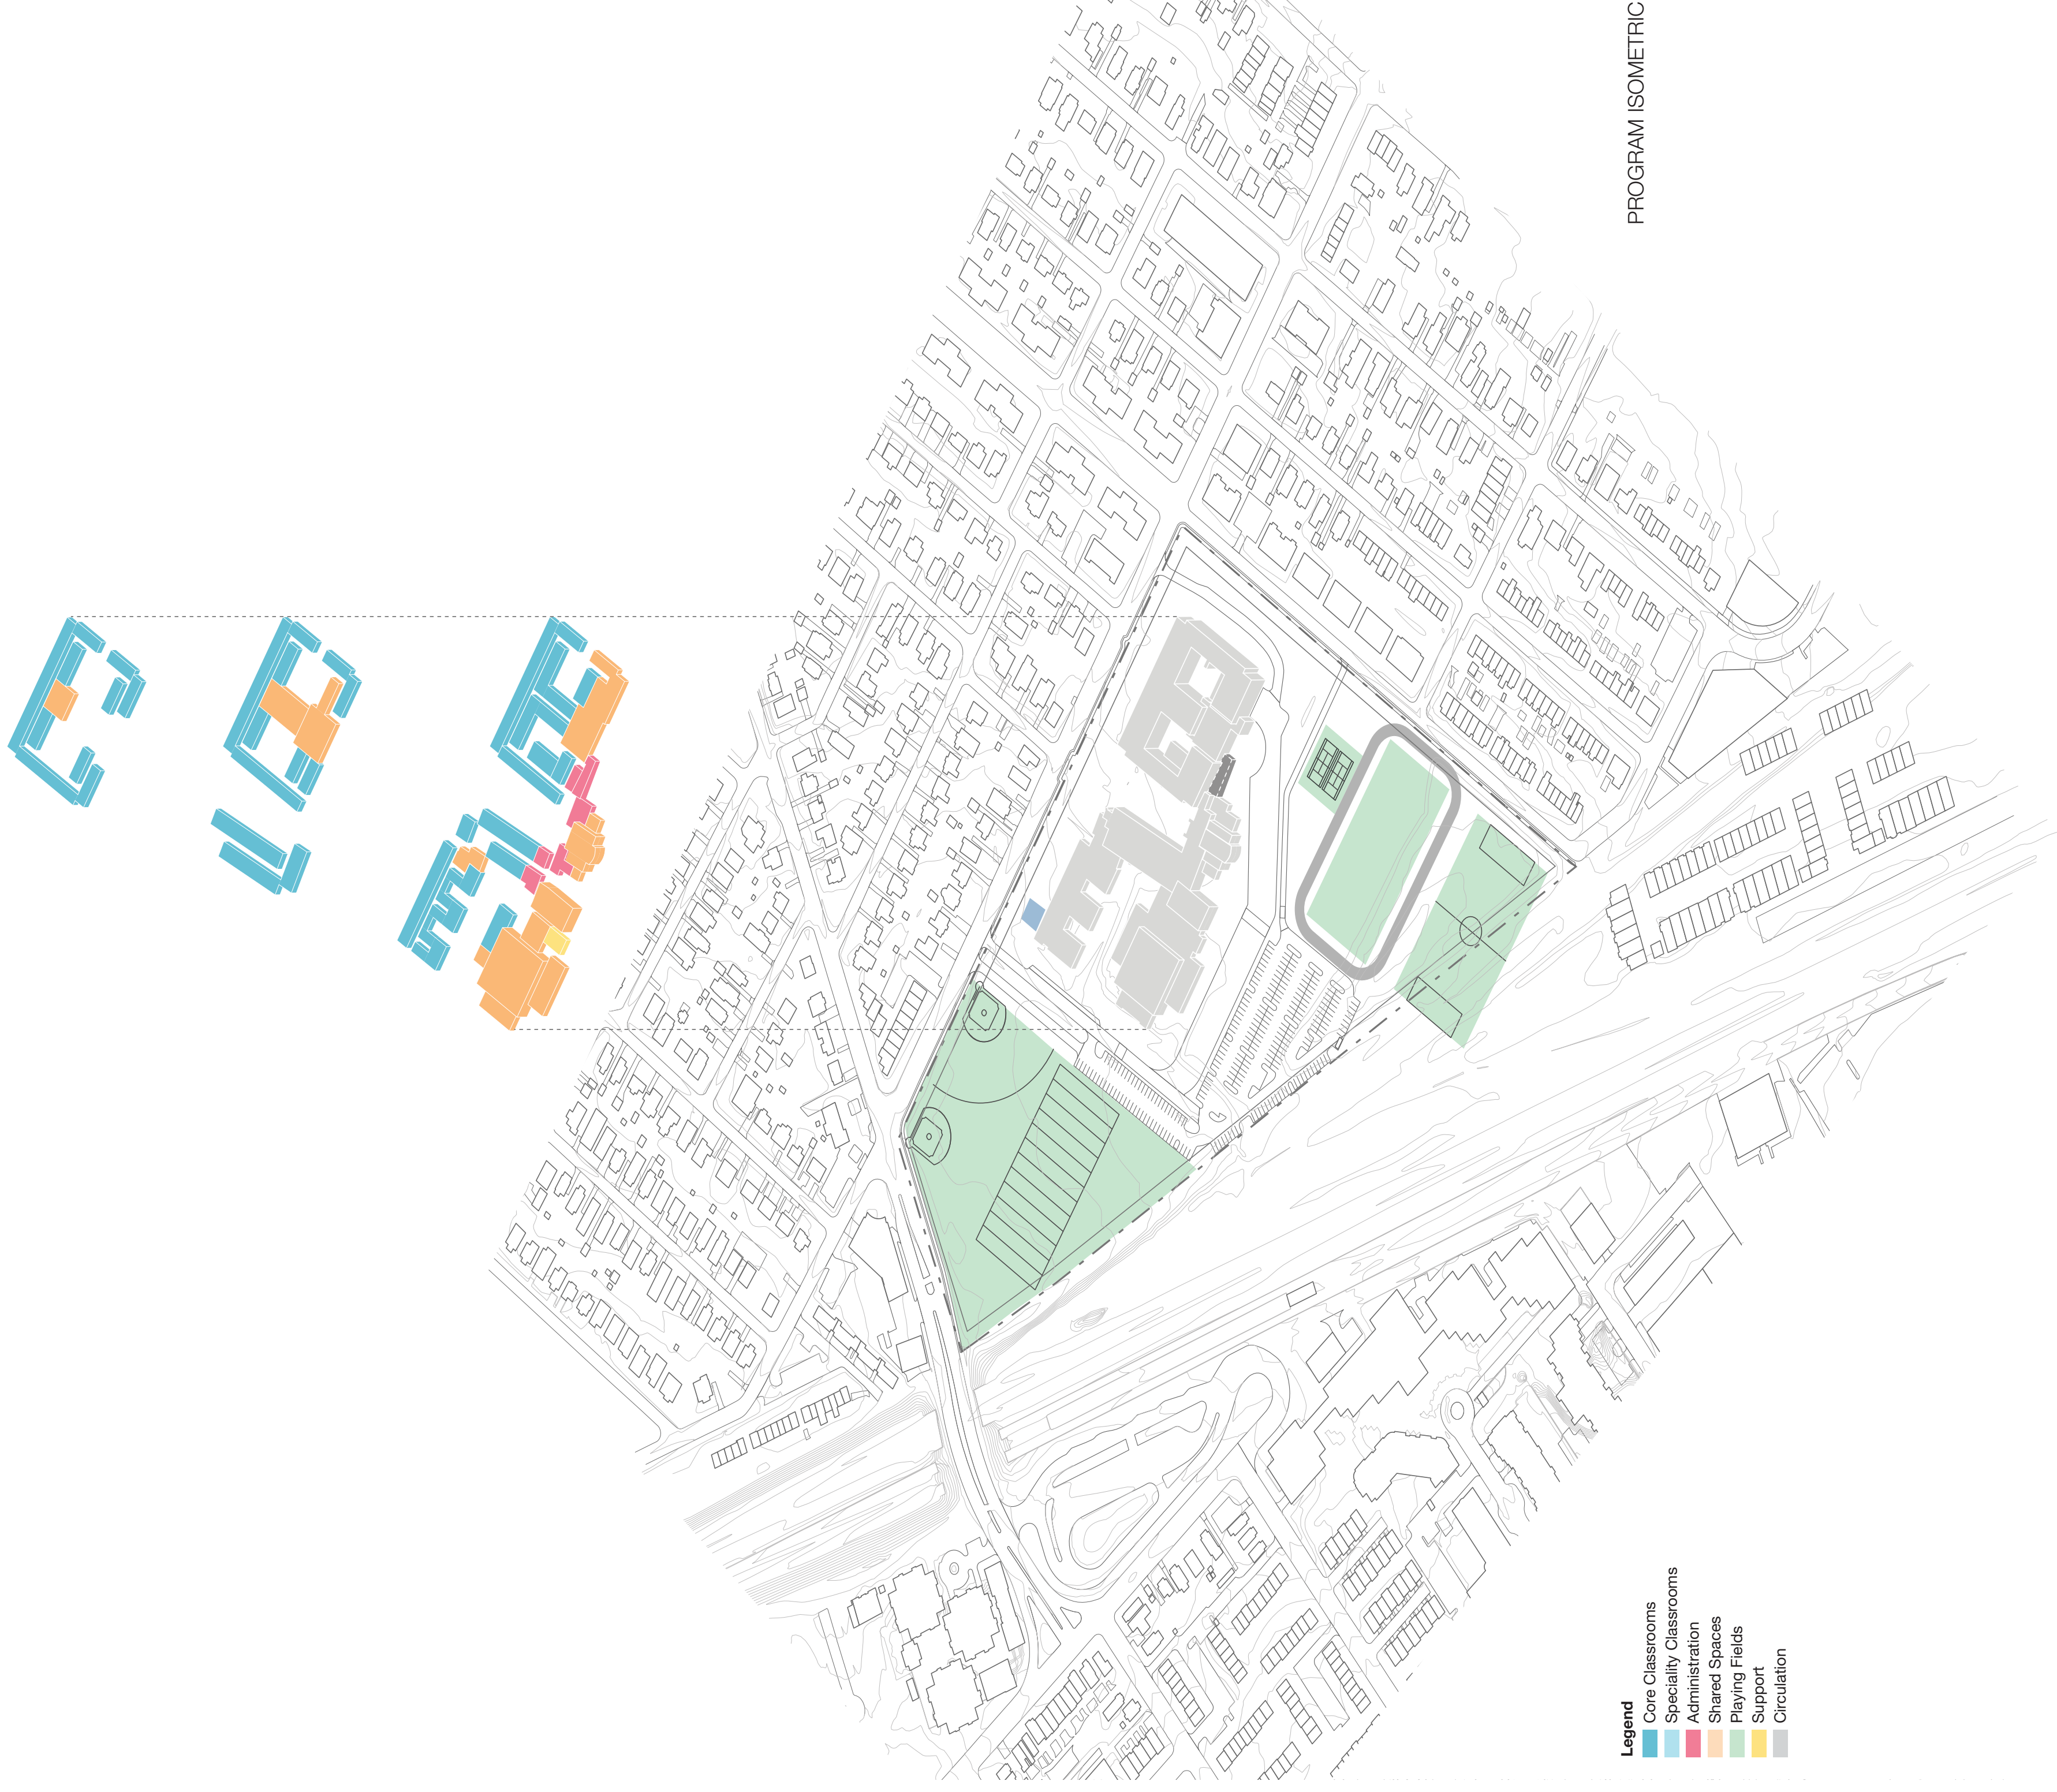 PROGRAM ISOMETRIC
Legend
Core Classrooms
Speciality Classrooms
Administration
Shared Spaces
Playing Fields
Support
Circulation